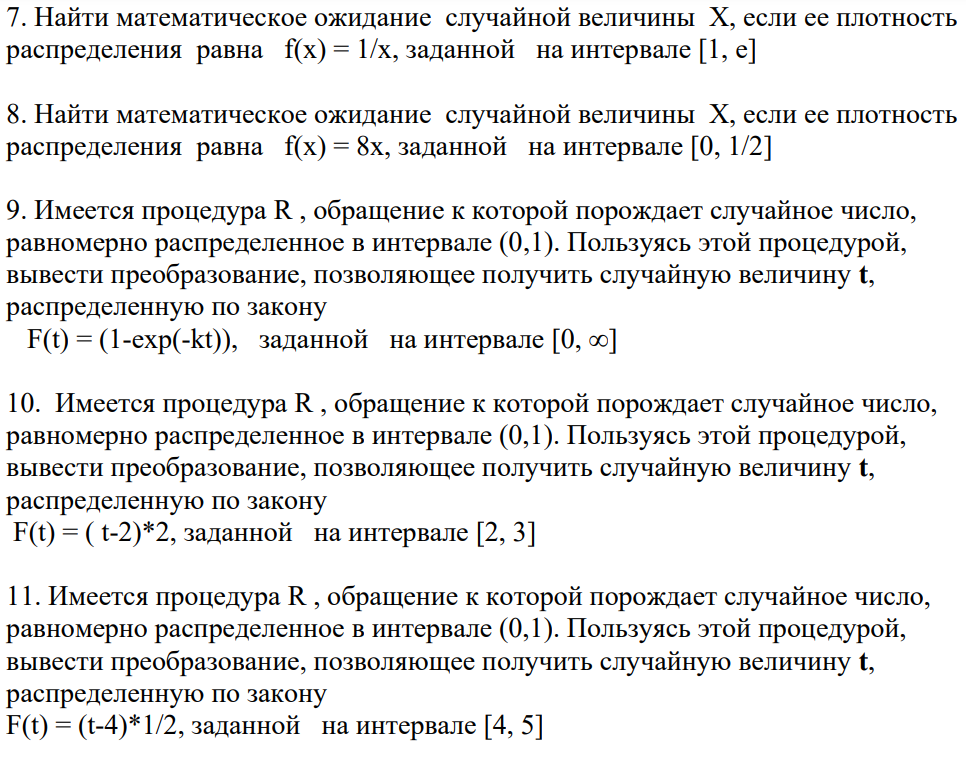 7. Найти математическое ожидание случайной величины X, если ее плотность
распределения равна f(x) = 1/x, заданной на интервале [1, e]
8. Найти математическое ожидание случайной величины X, если ее плотность
распределения равна f(x) = 8x, заданной на интервале [0, 1/2]
9. Имеется процедура R , обращение к которой порождает случайное число,
равномерно распределенное в интервале (0,1). Пользуясь этой процедурой,
вывести преобразование, позволяющее получить случайную величину t,
распределенную по закону
F(t) = (1-exp(-kt)), заданной на интервале [0, ∞]
10. Имеется процедура R , обращение к которой порождает случайное число,
равномерно распределенное в интервале (0,1). Пользуясь этой процедурой,
вывести преобразование, позволяющее получить случайную величину t,
распределенную по закону
F(t) = ( t-2)*2, заданной на интервале [2, 3]
11. Имеется процедура R , обращение к которой порождает случайное число,
равномерно распределенное в интервале (0,1). Пользуясь этой процедурой,
вывести преобразование, позволяющее получить случайную величину t,
распределенную по закону
F(t) = (t-4)*1/2, заданной на интервале [4, 5]